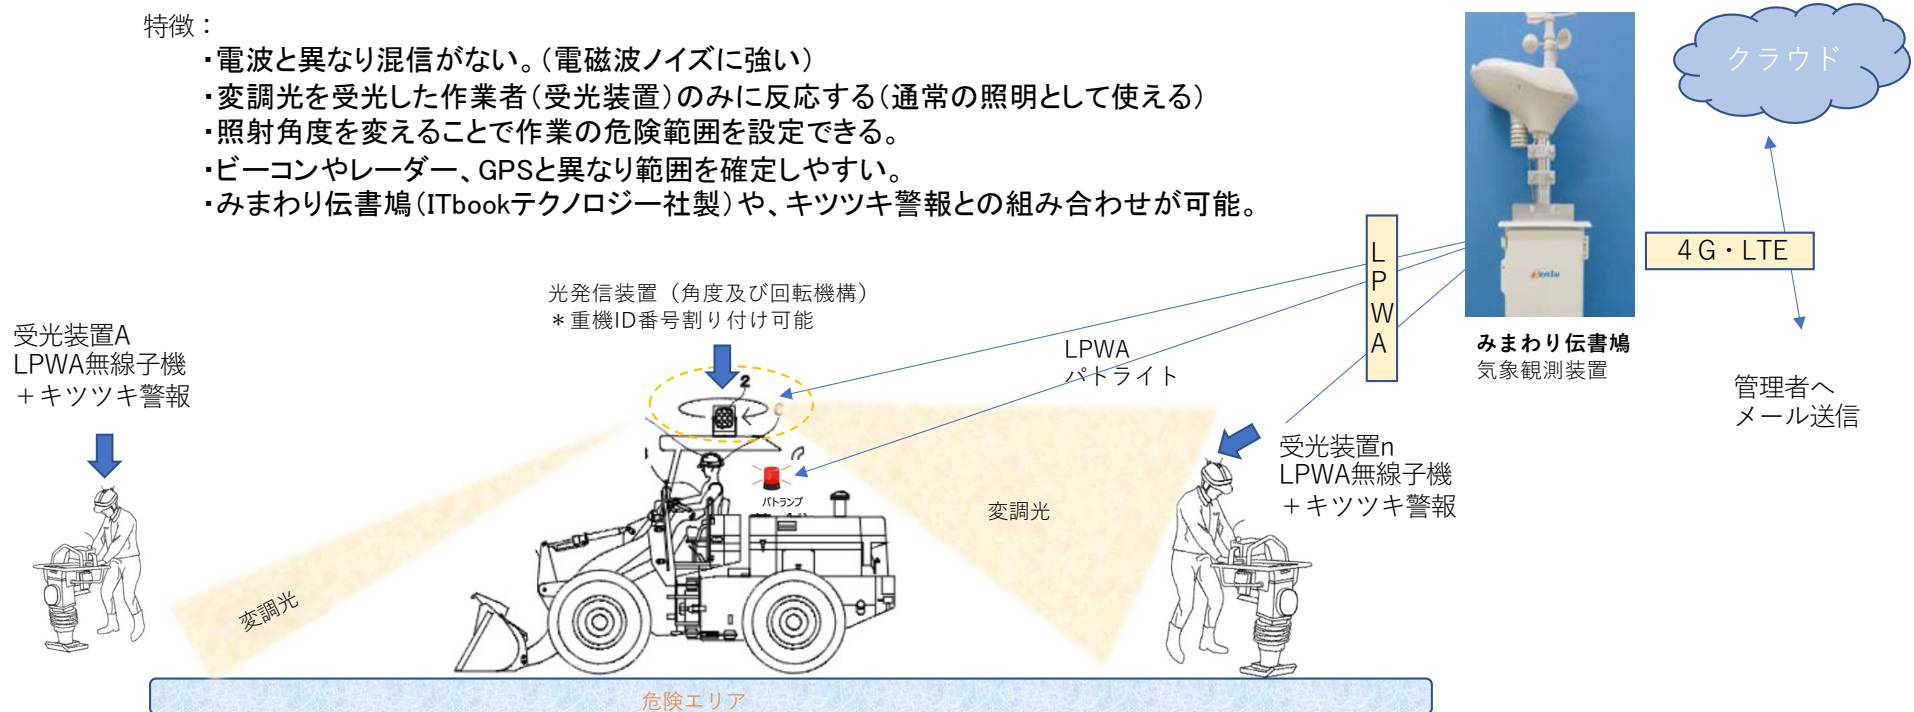 特徴：
・電波と異なり混信がない。（電磁波ノイズに強い）
・変調光を受光した作業者（受光装置）のみに反応する（通常の照明として使える）
・照射角度を変えることで作業の危険範囲を設定できる。
・ビーコンやレーダー、GPSと異なり範囲を確定しやすい。
・みまわり伝書鳩（ITbookテクノロジー社製）や、キツツキ警報との組み合わせが可能。
クラウド
LPWA
4G・LTE
みまわり伝書鳩
気象観測装置
管理者へ
メール送信
光発信装置（角度及び回転機構）
＊重機ID番号割り付け可能
LPWA
パトライト
受光装置A
LPWA無線子機
＋キツツキ警報
2
パトランプ
変調光
変調光
受光装置n
LPWA無線子機
＋キツツキ警報
危険エリア